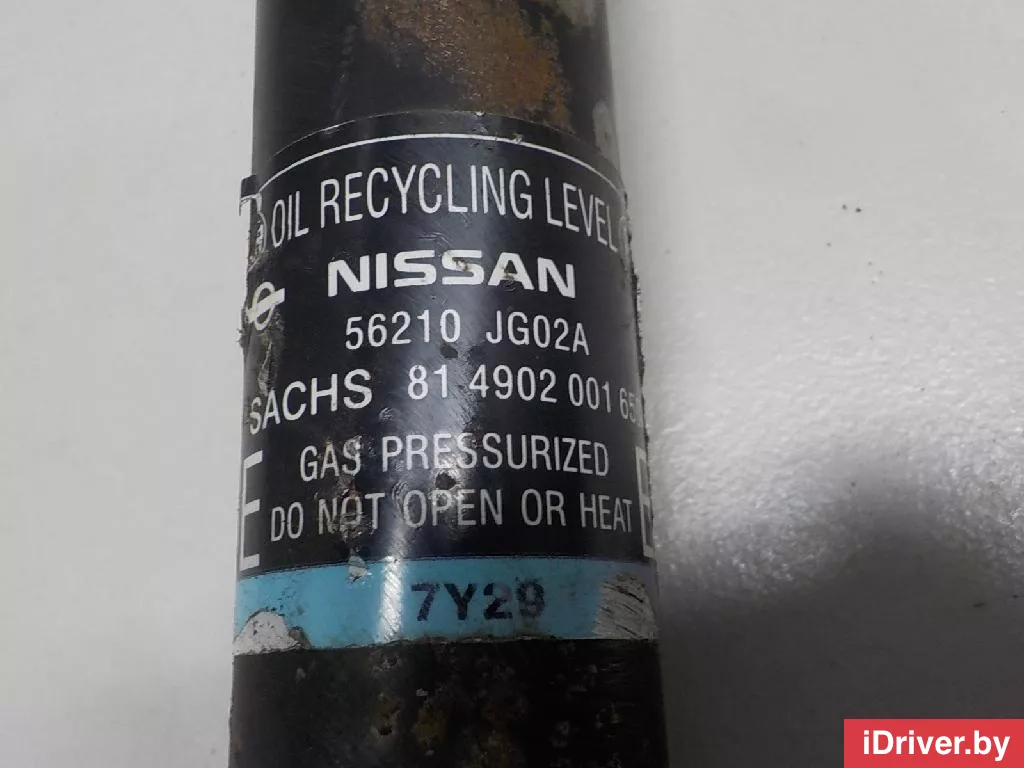 OIL RECYCLING LEVEL
NISSAN
56210 JG02A
SACHS 81 4902 001 65
GAS PRESSURIZED
E DO NOT OPEN OR HEAT E
7Y29
iDriver.by